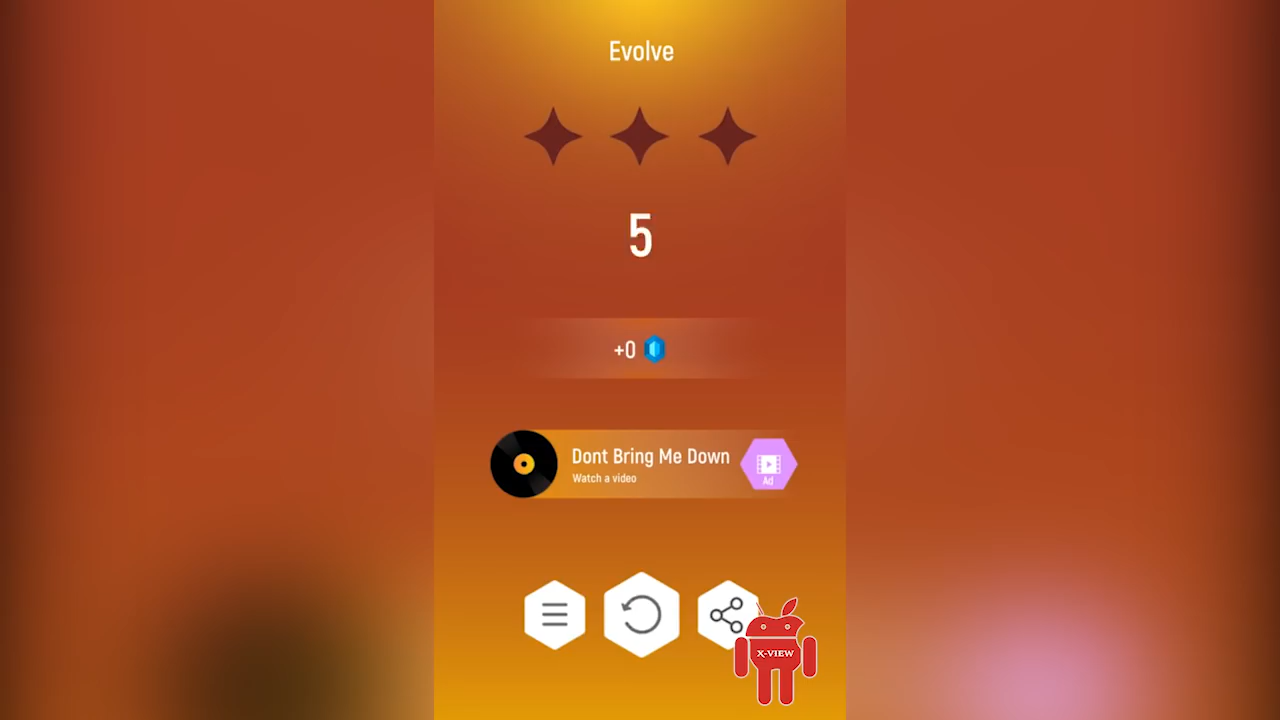 Evolve
5
+0
Dont Bring Me Down
Watch a video
Ad
X-VIEW